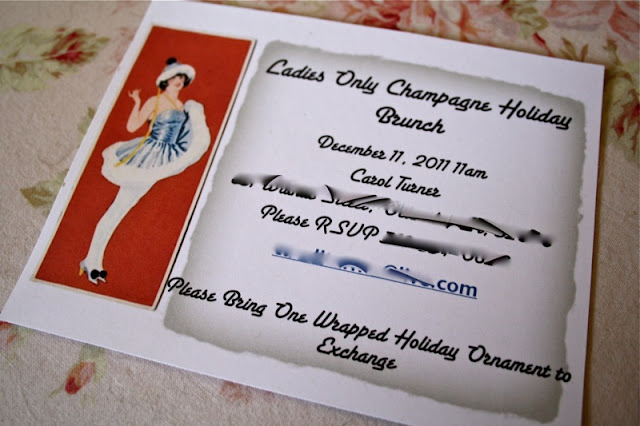 Ladies Only Champagne Holiday
Brunch
December 11, 2011 11am
Carol Turner
Please RSVP
.com
Please Bring One Wrapped Holiday Ornament to
Exchange